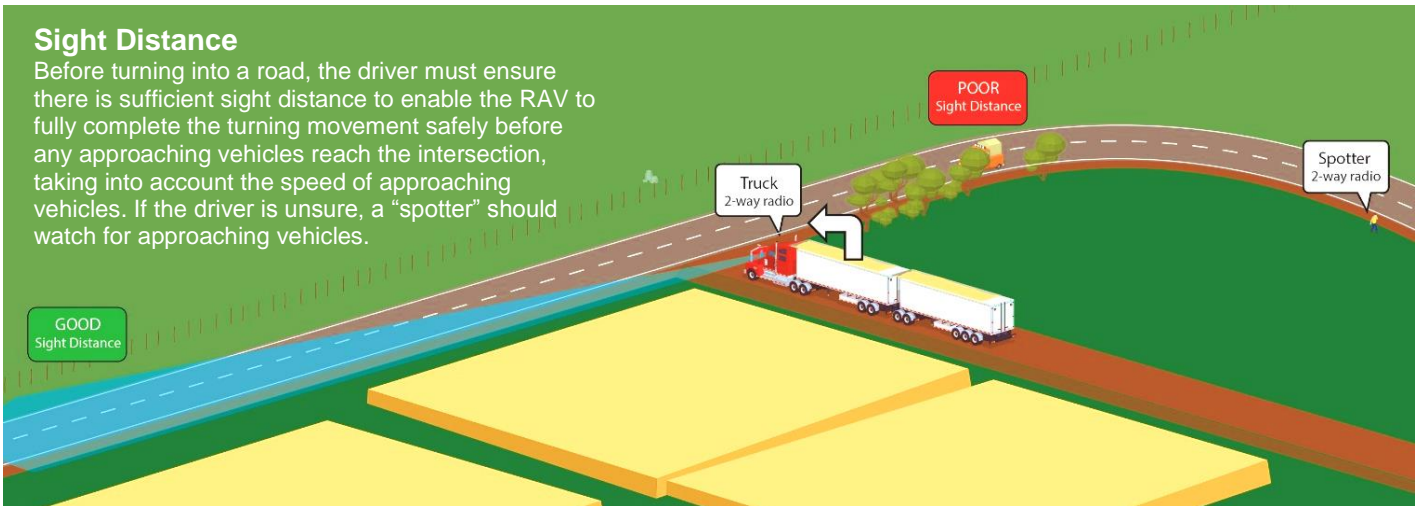 Sight Distance
Before turning into a road, the driver must ensure
there is sufficient sight distance to enable the RAV to
fully complete the turning movement safely before
any approaching vehicles reach the intersection,
taking into account the speed of approaching
vehicles. If the driver is unsure, a “spotter” should
watch for approaching vehicles.
POOR
Sight Distance
Spotter
2-way radio
Truck
2-way radio
GOOD
Sight Distance